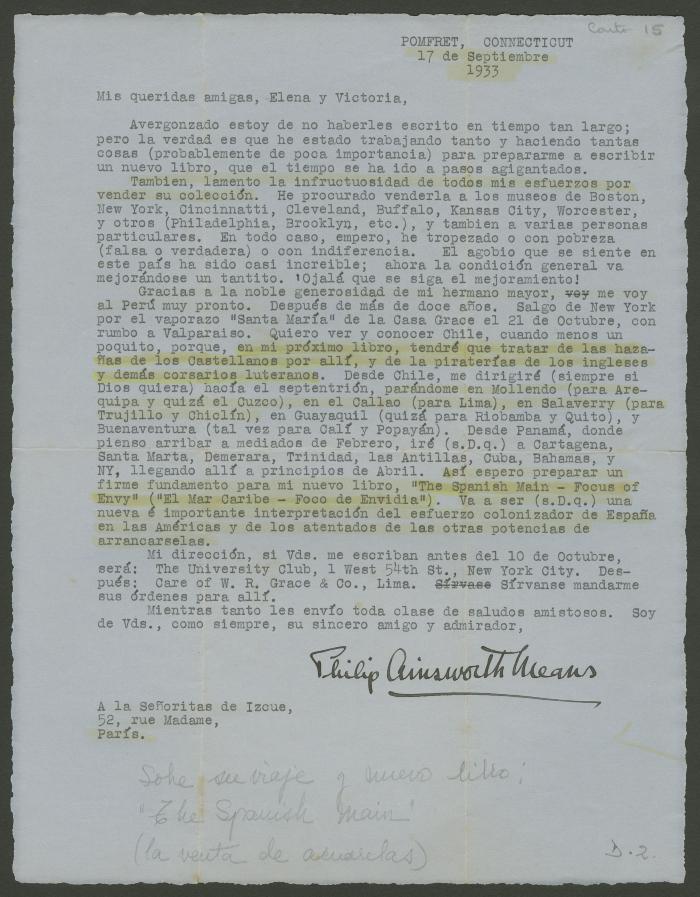 Carta 15
POMFRET, CONNECTICUT
17 de Septiembre
1933
Mis queridas amigas, Elena y Victoria,
Avergonzado estoy de no haberles escrito en tiempo tan largo;
pero la verdad es que he estado trabajando tanto y haciendo tantas
cosas (probablemente de poca importancia) para prepararme a escribir
un nuevo libro, que el tiempo se ha ido a pasos agigantados.
Tambien, lamento la infructuosidad de todos mis esfuerzos por
vender su colección. He procurado venderla a los museos de Boston,
New York, Cincinnatti, Cleveland, Buffalo, Kansas City, Worcester,
y otros (Philadelphia, Brooklyn, etc.), y tambien a varias personas
particulares. En todo caso, empero, he tropezado o con pobreza
(falsa o verdadera) o con indiferencia. El agobio que se siente en
este país ha sido casi increible; ahora la condición general va
mejorándose un tantito. !Ojalá que se siga el mejoramiento!
Gracias a la noble generosidad de mi hermano mayor, voy me voy
al Perú muy pronto. Después de más de doce años. Salgo de New York
por el vaporazo "Santa María" de la Casa Grace el 21 de Octubre, con
rumbo a Valparaiso. Quiero ver y conocer Chile, cuando menos un
poquito, porque, en mi próximo libro, tendré que tratar de las haza-
ñas de los Castellanos por allí, y de la piraterías de los ingleses
y demás corsarios luteranos. Desde Chile, me dirigiré (siempre si
Dios quiera) hacía el septentrión, parándome en Mollendo (para Are-
quipa y quizá el Cuzco), en el Callao (para Lima), en Salaverry (para
Trujillo y Chiclín), en Guayaquil (quizá para Riobamba y Quito), y
Buenaventura (tal vez para Calí y Popayán). Desde Panamá, donde
pienso arribar a mediados de Febrero, iré (s.D.q.) a Cartagena,
Santa Marta, Demerara, Trinidad, las Antillas, Cuba, Bahamas, y
NY, llegando allí a principios de Abril. Así espero preparar un
firme fundamento para mi nuevo libro, "The Spanish Main - Focus of
Envy" ("El Mar Caribe - Foco de Envidia"). Va a ser (s.D.q.) una
nueva é importante interpretación del esfuerzo colonizador de España
en las Américas y de los atentados de las otras potencias de
arrancarselas.
Mi dirección, si Vds. me escriban antes del 10 de Octubre,
será: The University Club, 1 West 54th St., New York City. Des-
pués: Care of W. R. Grace & Co., Lima. Sírvase Sírvanse mandarme
sus órdenes para allí.
Mientras tanto les envío toda clase de saludos amistosos. Soy
de Vds., como siempre, su sincero amigo y admirador,
Philip Ainsworth Means
A la Señoritas de Izcue,
52, rue Madame,
París.
Sobre su viaje y nuevo libro:
"The Spanish Main"
(la venta de acuarelas)
D.2.